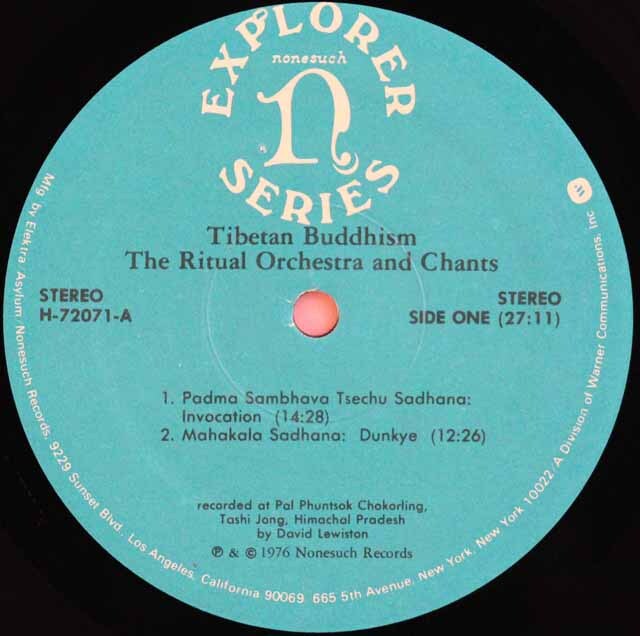 EXPLORER
nonesuch
n
®
SERIES
Tibetan Buddhism
The Ritual Orchestra and Chants
STEREO
H-72071-A
STEREO
SIDE ONE (27:11)
1. Padma Sambhava Tsechu Sadhana:
Invocation (14:28)
2. Mahakala Sadhana: Dunkye (12:26)
recorded at Pal Phuntsok Chokorling,
Tashi Jong, Himachal Pradesh
by David Lewiston
℗ & © 1976 Nonesuch Records
Mfg by Elektra/Asylum/Nonesuch Records, 9229 Sunset Blvd., Los Angeles, California 90069. 665 5th Avenue, New York, New York 10022/A Division of Warner Communications, Inc